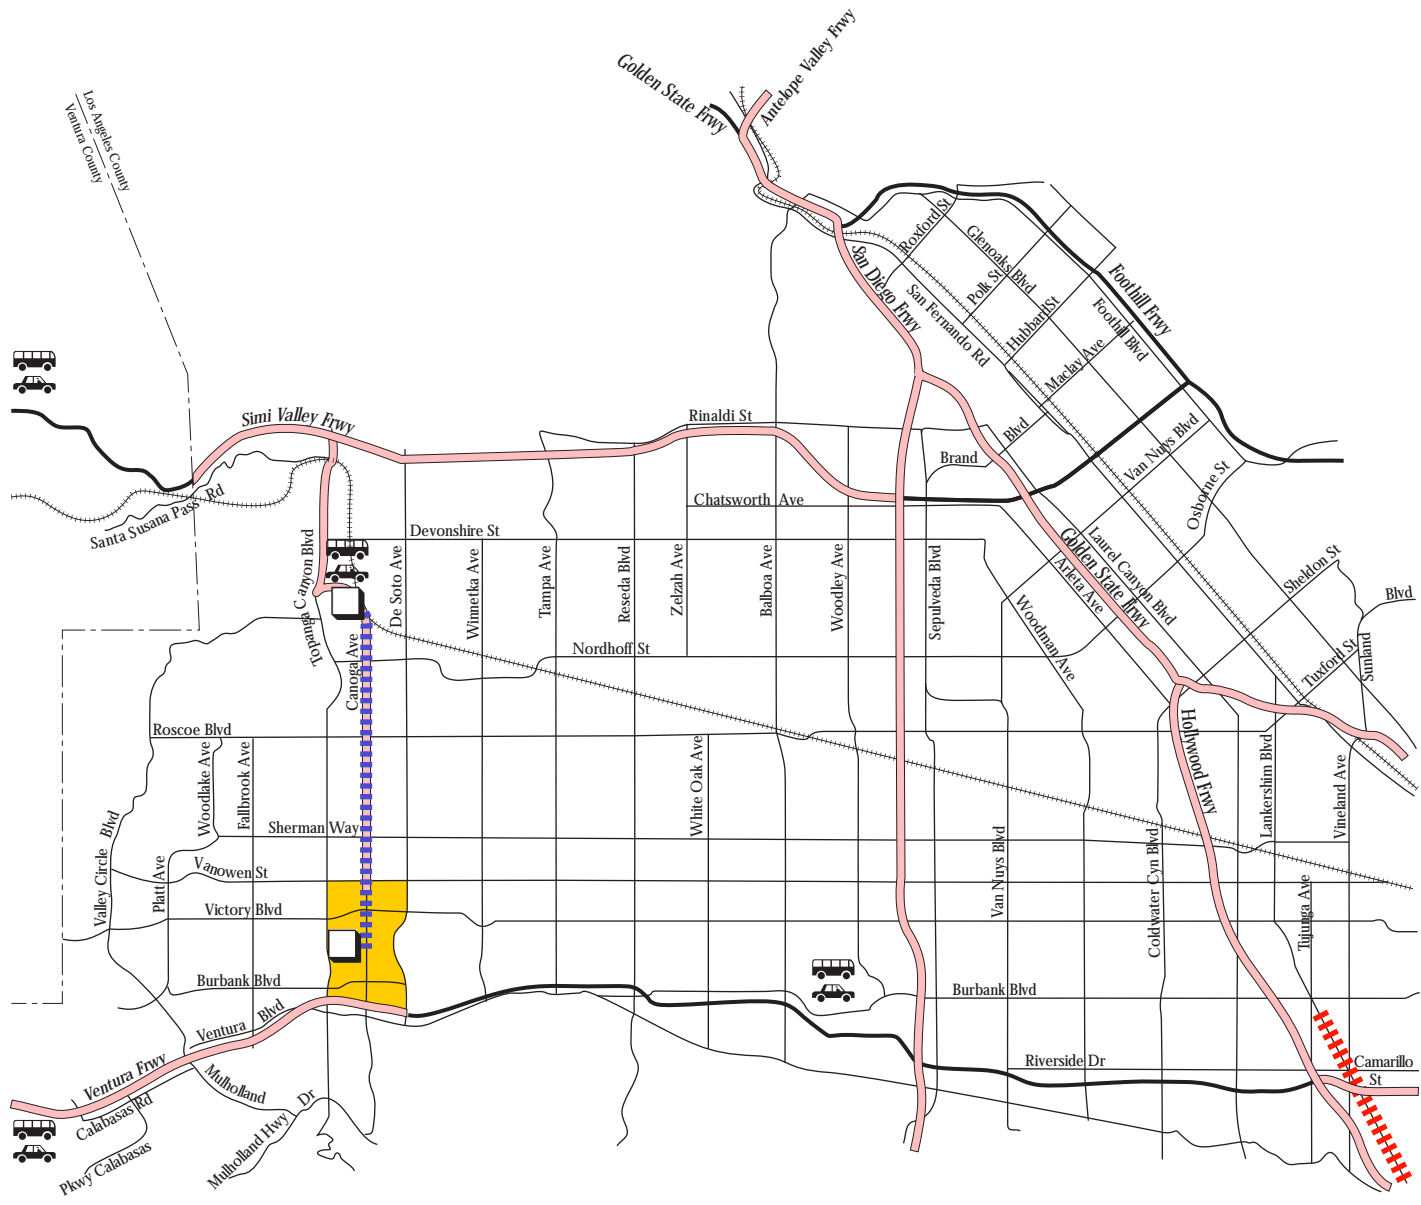 Antelope Valley Frwy
Golden State Frwy
Los Angeles County
Ventura County
Roxford St
Glenoaks Blvd
Polk St
San Diego Frwy
San Fernando Rd
Hubbard St
Foothill Frwy
Foothill Blvd
Maclay Ave
Simi Valley Frwy
Rinaldi St
Blvd
Brand
Van Nuys Blvd
Osborne St
Santa Susana Pass Rd
Chatsworth Ave
Devonshire St
Topanga Canyon Blvd
De Soto Ave
Winnetka Ave
Tampa Ave
Reseda Blvd
Zelzah Ave
Balboa Ave
Woodley Ave
Sepulveda Blvd
Laurel Canyon Blvd
Golden State Frwy
Arleta Ave
Woodman Ave
Sheldon St
Blvd
Sunland
Tuxford St
Canoga Ave
Nordhoff St
Roscoe Blvd
Woodlake Ave
Fallbrook Ave
White Oak Ave
Hollywood Frwy
Lankershim Blvd
Vineland Ave
Valley Circle Blvd
Platt Ave
Sherman Way
Vanowen St
Van Nuys Blvd
Coldwater Cyn Blvd
Tujunga Ave
Victory Blvd
Burbank Blvd
Burbank Blvd
Ventura Blvd
Riverside Dr
Camarillo
St
Ventura Frwy
Calabasas Rd
Mulholland Dr
Mulholland Hwy
Pkwy Calabasas